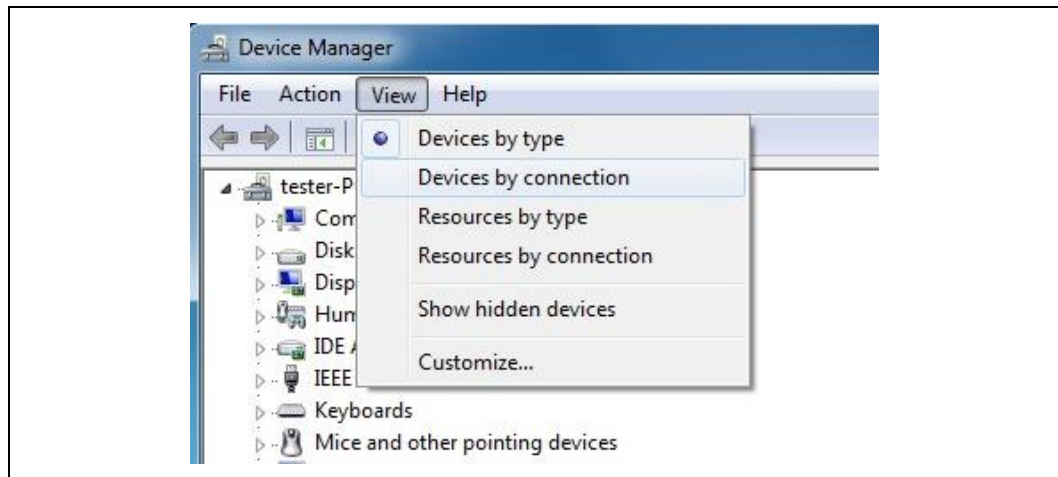 Device Manager
File Action View Help
Devices by type
Devices by connection
Resources by type
Resources by connection
Show hidden devices
Customize...
tester-P
Com
Disk
Disp
Hum
IDE A
IEEE
Keyboards
Mice and other pointing devices